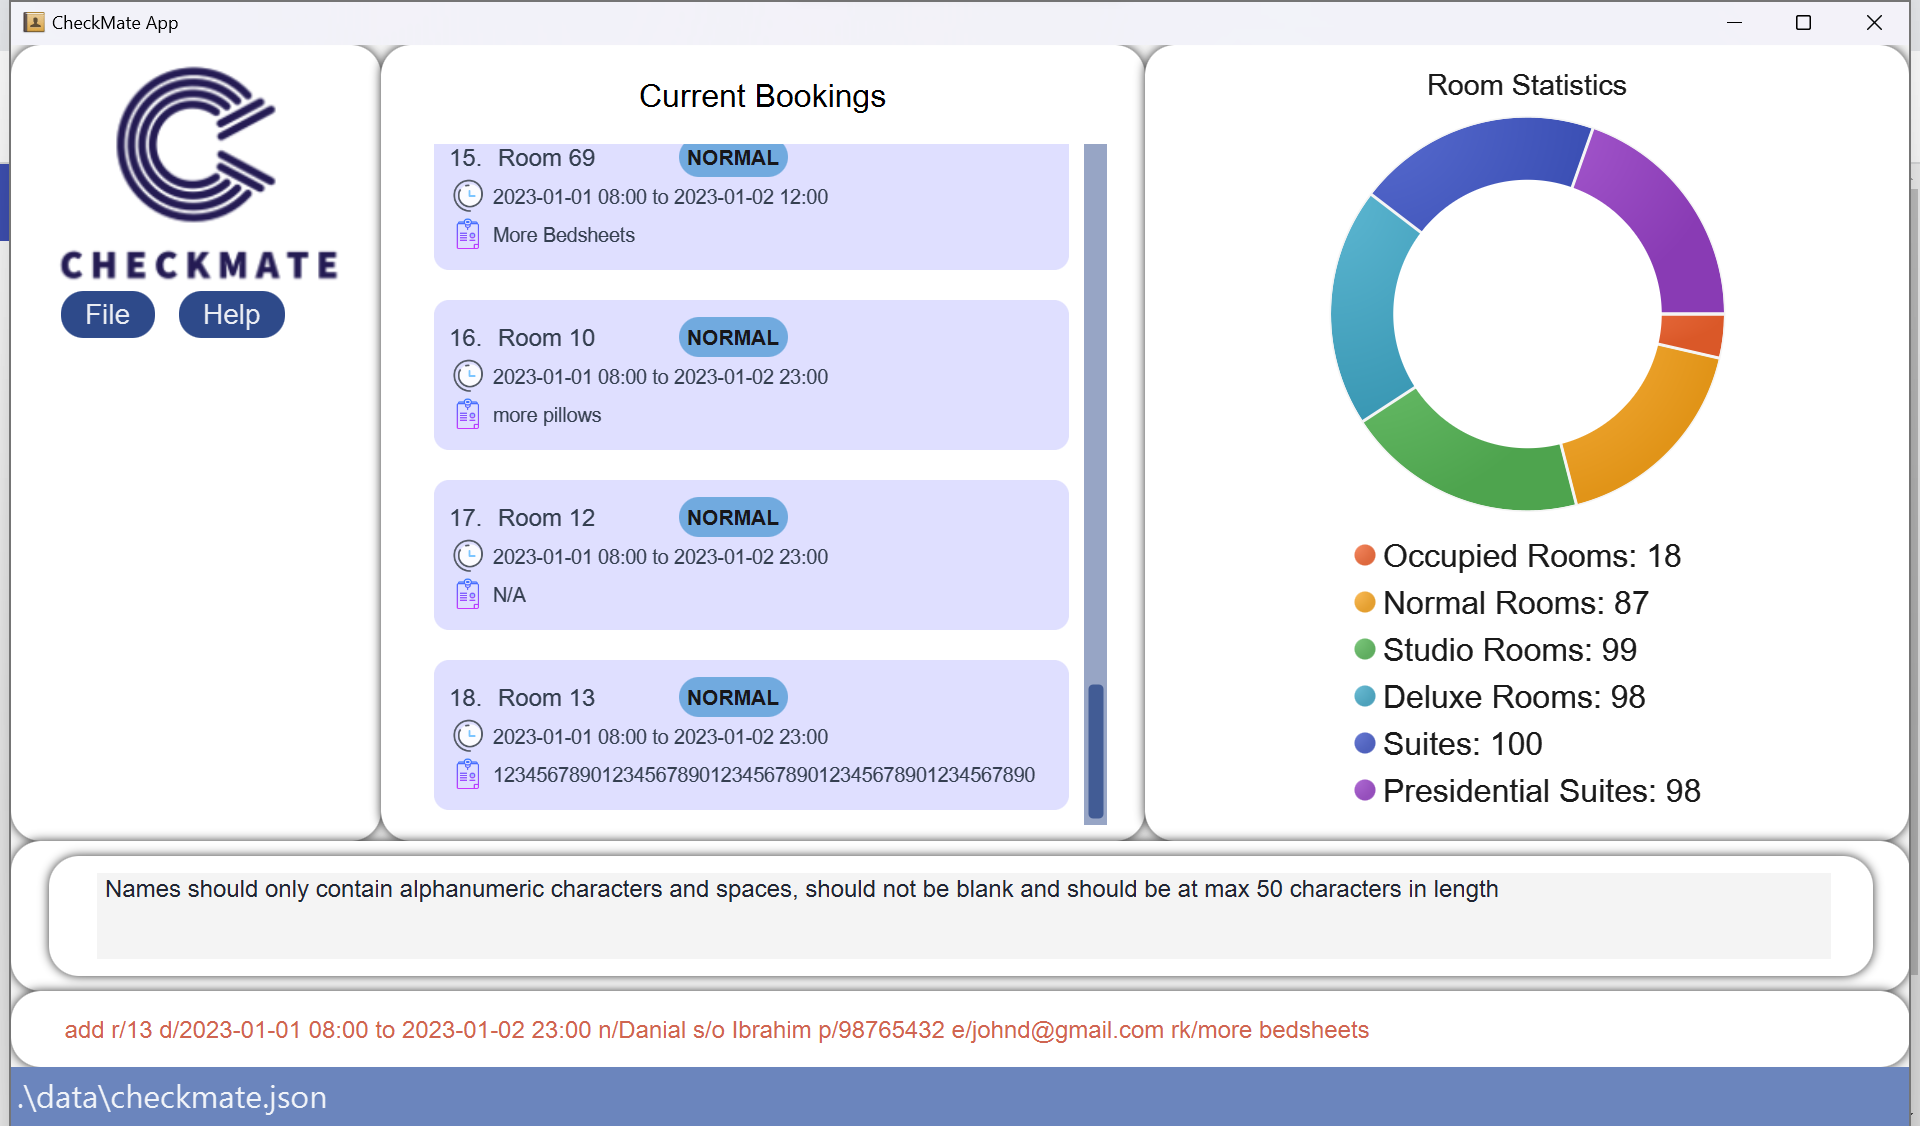 CheckMate App
CHECKMATE
File Help
Current Bookings
15. Room 69 NORMAL
2023-01-01 08:00 to 2023-01-02 12:00
More Bedsheets
16. Room 10 NORMAL
2023-01-01 08:00 to 2023-01-02 23:00
more pillows
17. Room 12 NORMAL
2023-01-01 08:00 to 2023-01-02 23:00
N/A
18. Room 13 NORMAL
2023-01-01 08:00 to 2023-01-02 23:00
12345678901234567890123456789012345678901234567890
Room Statistics
Occupied Rooms: 18
Normal Rooms: 87
Studio Rooms: 99
Deluxe Rooms: 98
Suites: 100
Presidential Suites: 98
Names should only contain alphanumeric characters and spaces, should not be blank and should be at max 50 characters in length
add r/13 d/2023-01-01 08:00 to 2023-01-02 23:00 n/Danial s/o Ibrahim p/98765432 e/johnd@gmail.com rk/more bedsheets
.\data\checkmate.json